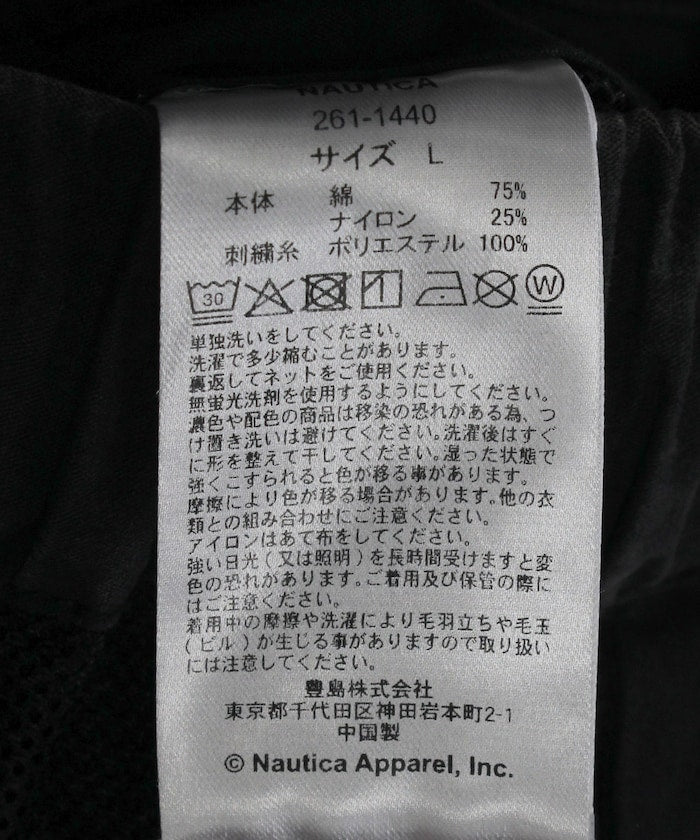 NAUTICA
261-1440
サイズ L
本体 綿 75%
ナイロン 25%
刺繍糸 ポリエステル 100%
30 W
単独洗いをしてください。
洗濯で多少縮むことがあります。
裏返してネットをご使用ください。
無蛍光洗剤を使用するようにしてください。
濃色や配色の商品は移染の恐れがある為、つ
け置き洗いは避けてください。洗濯後はすぐ
に形を整えて干してください。湿った状態で
強くこすられると色が移る事があります。
摩擦により色が移る場合があります。他の衣
類との組み合わせにご注意ください。
アイロンはあて布をしてください。
強い日光(又は照明)を長時間受けますと変
色の恐れがあります。ご着用及び保管の際に
はご注意ください。
着用中の摩擦や洗濯により毛羽立ちや毛玉
(ピル)が生じる事がありますので取り扱い
には注意してください。
豊島株式会社
東京都千代田区神田岩本町2-1
中国製
© Nautica Apparel, Inc.